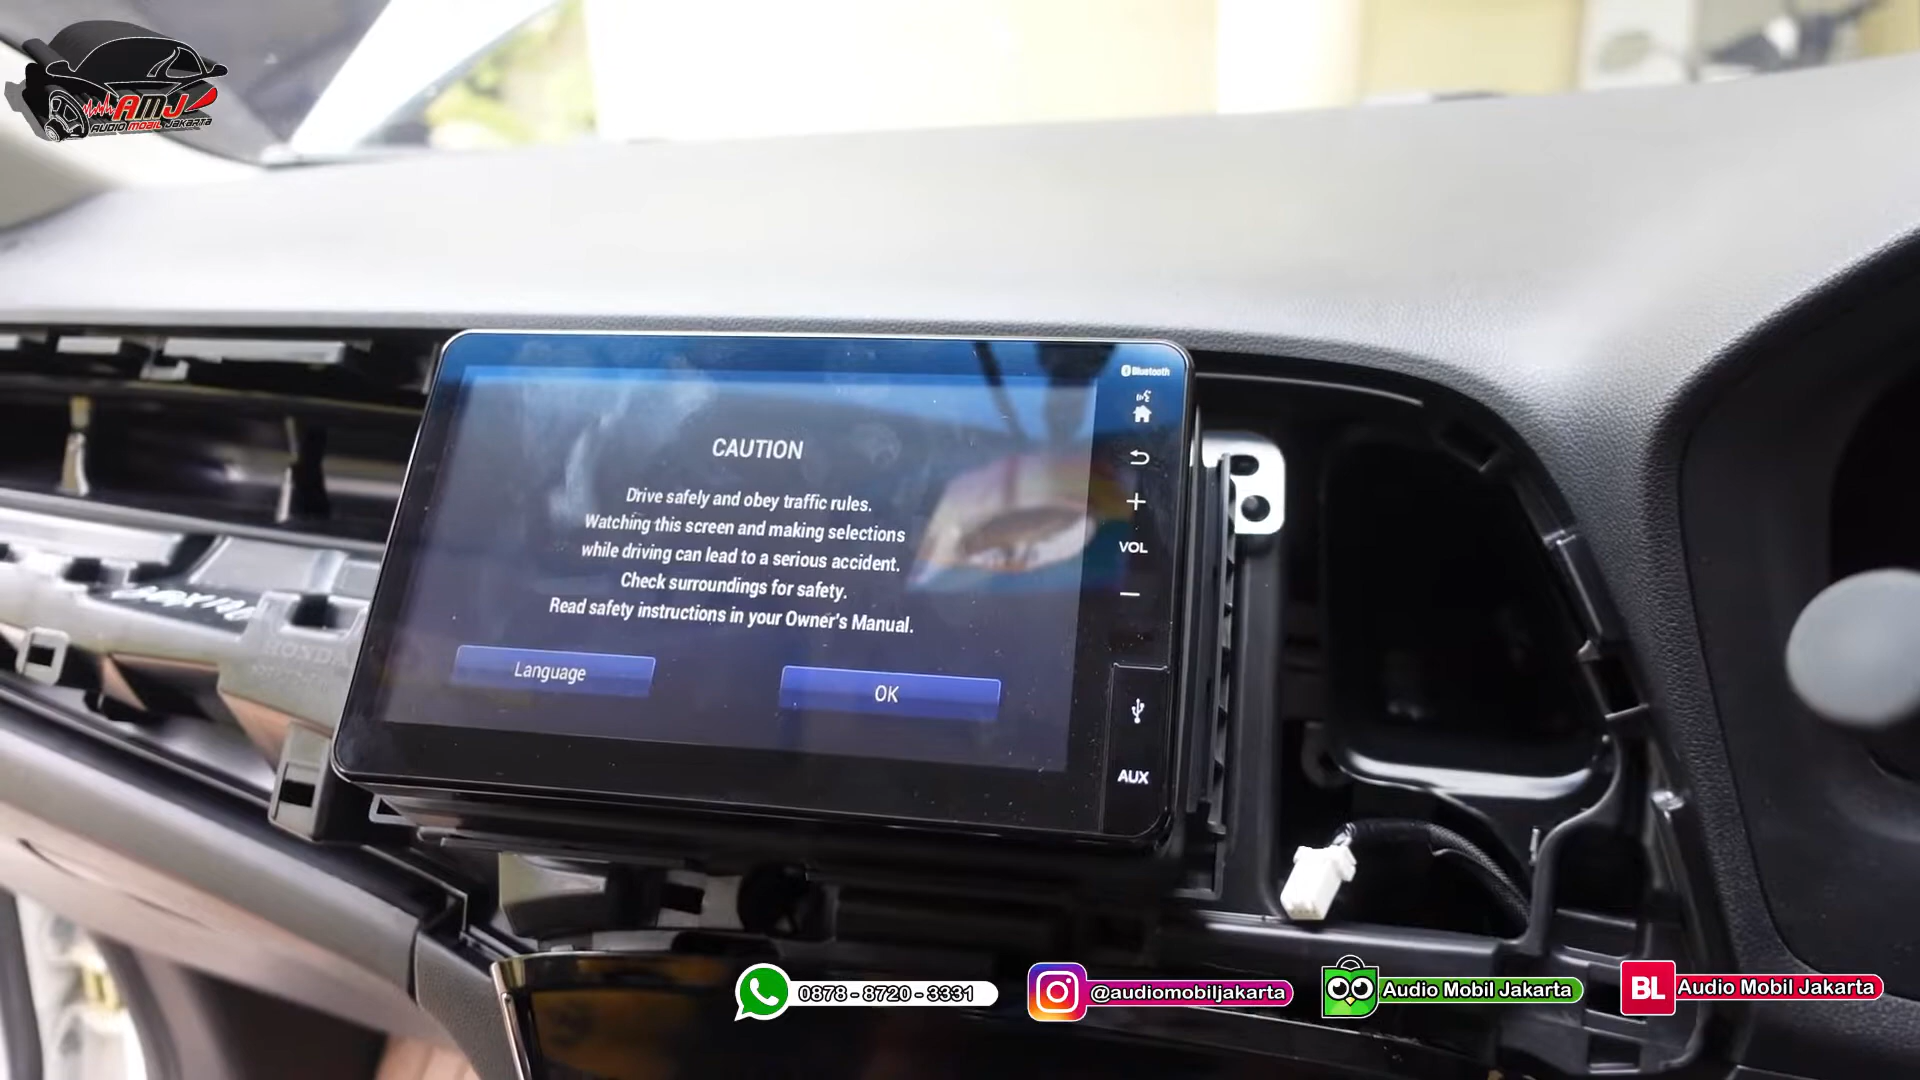 AMJ
AUDIO MOBIL JAKARTA
Bluetooth
CAUTION
Drive safely and obey traffic rules.
Watching this screen and making selections
while driving can lead to a serious accident.
Check surroundings for safety.
Read safety instructions in your Owner's Manual.
Language
OK
VOL
AUX
HONDA
0878 - 8720 - 3331
@audiomobiljakarta
Audio Mobil Jakarta
BL
Audio Mobil Jakarta